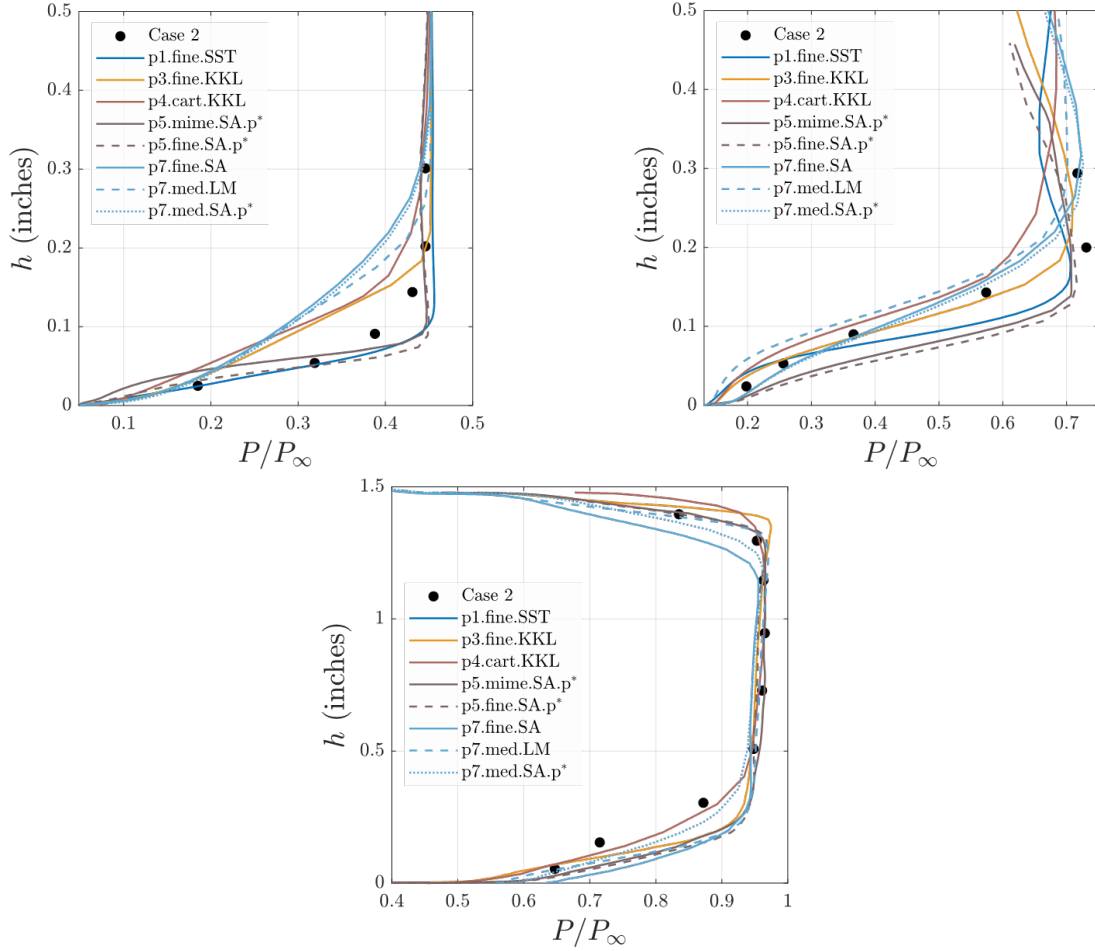 0.5
0.4
0.3
0.2
0.1
0
h (inches)
Case 2
p1.fine.SST
p3.fine.KKL
p4.cart.KKL
p5.mime.SA.p*
p5.fine.SA.p*
p7.fine.SA
p7.med.LM
p7.med.SA.p*
0.1 0.2 0.3 0.4 0.5
P/P∞
0.5
0.4
0.3
0.2
0.1
0
h (inches)
Case 2
p1.fine.SST
p3.fine.KKL
p4.cart.KKL
p5.mime.SA.p*
p5.fine.SA.p*
p7.fine.SA
p7.med.LM
p7.med.SA.p*
0.2 0.3 0.4 0.5 0.6 0.7
P/P∞
1.5
1
0.5
0
h (inches)
Case 2
p1.fine.SST
p3.fine.KKL
p4.cart.KKL
p5.mime.SA.p*
p5.fine.SA.p*
p7.fine.SA
p7.med.LM
p7.med.SA.p*
0.4 0.5 0.6 0.7 0.8 0.9 1
P/P∞